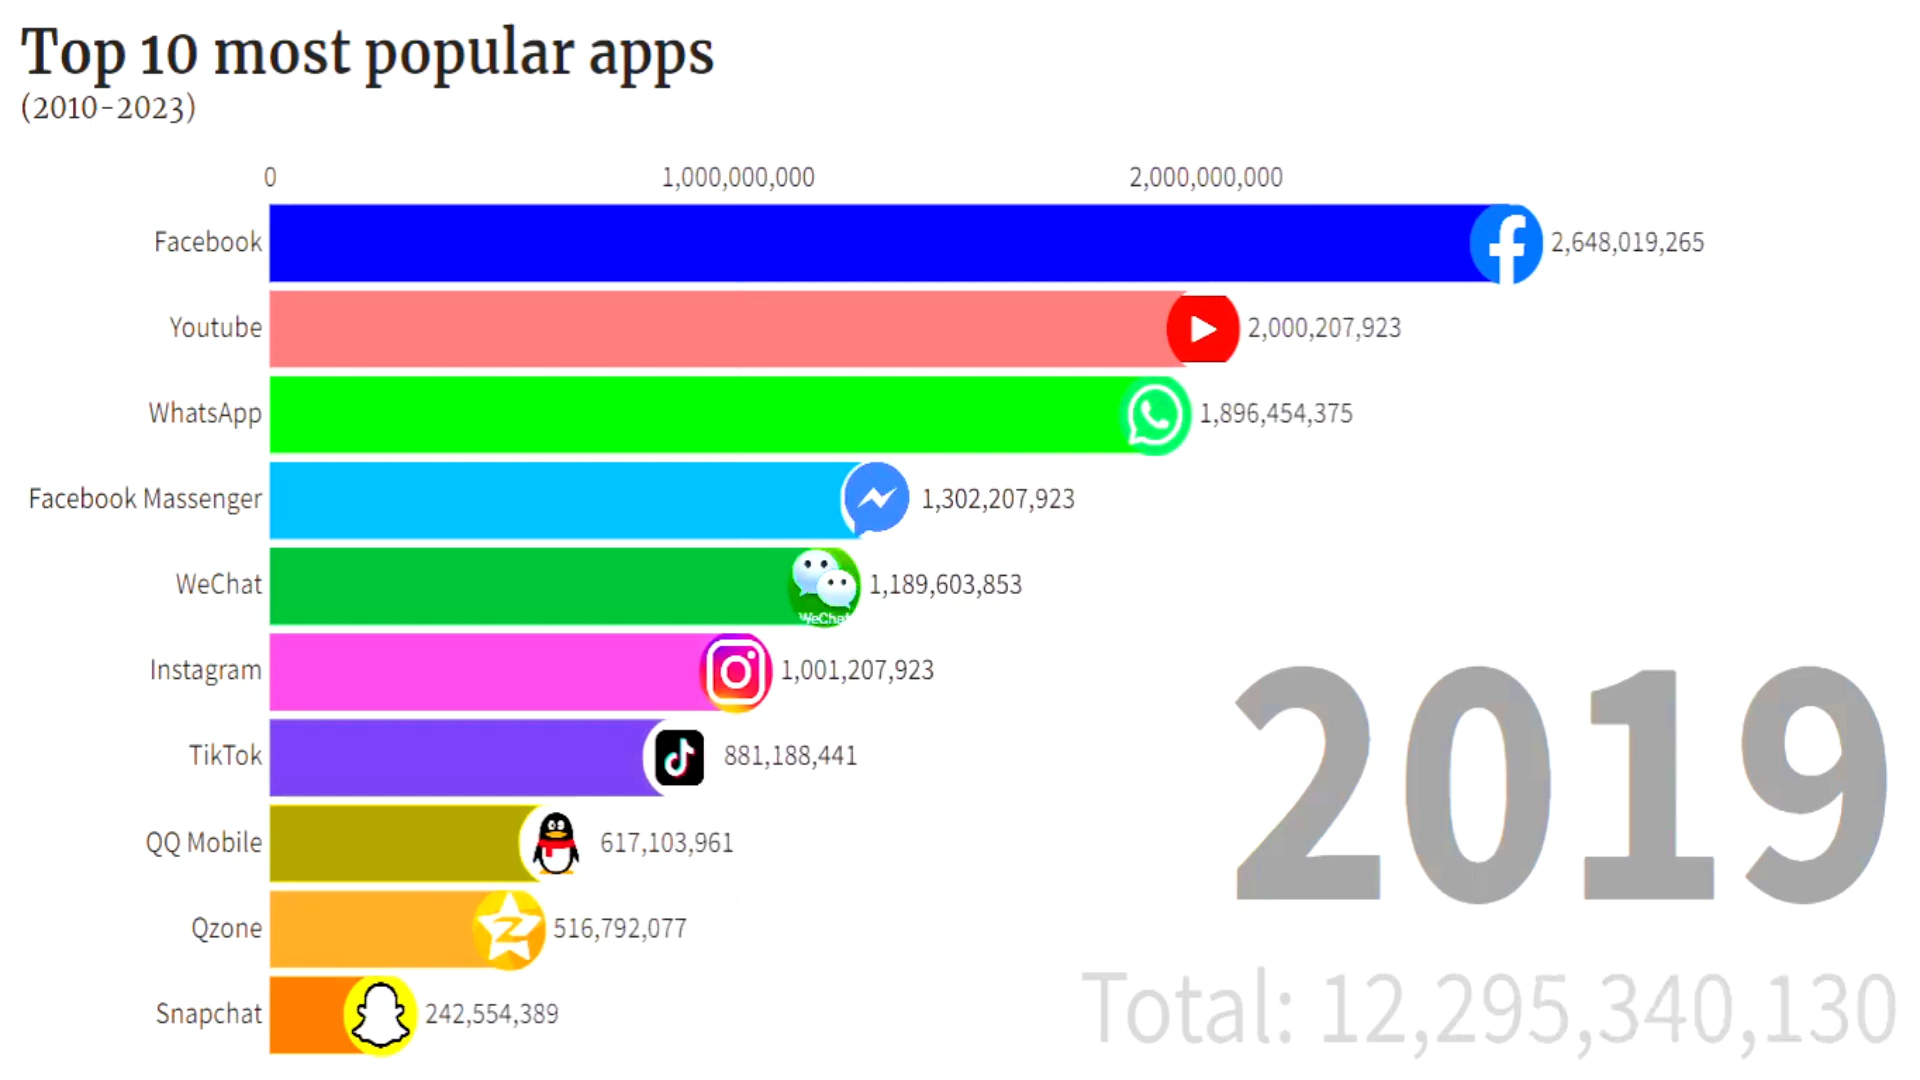 Top 10 most popular apps
(2010-2023)
0 1,000,000,000 2,000,000,000
Facebook 2,648,019,265
Youtube 2,000,207,923
WhatsApp 1,896,454,375
Facebook Massenger 1,302,207,923
WeChat WeChat 1,189,603,853
Instagram 1,001,207,923
TikTok 881,188,441
QQ Mobile 617,103,961
Qzone 516,792,077
Snapchat 242,554,389
2019
Total: 12,295,340,130